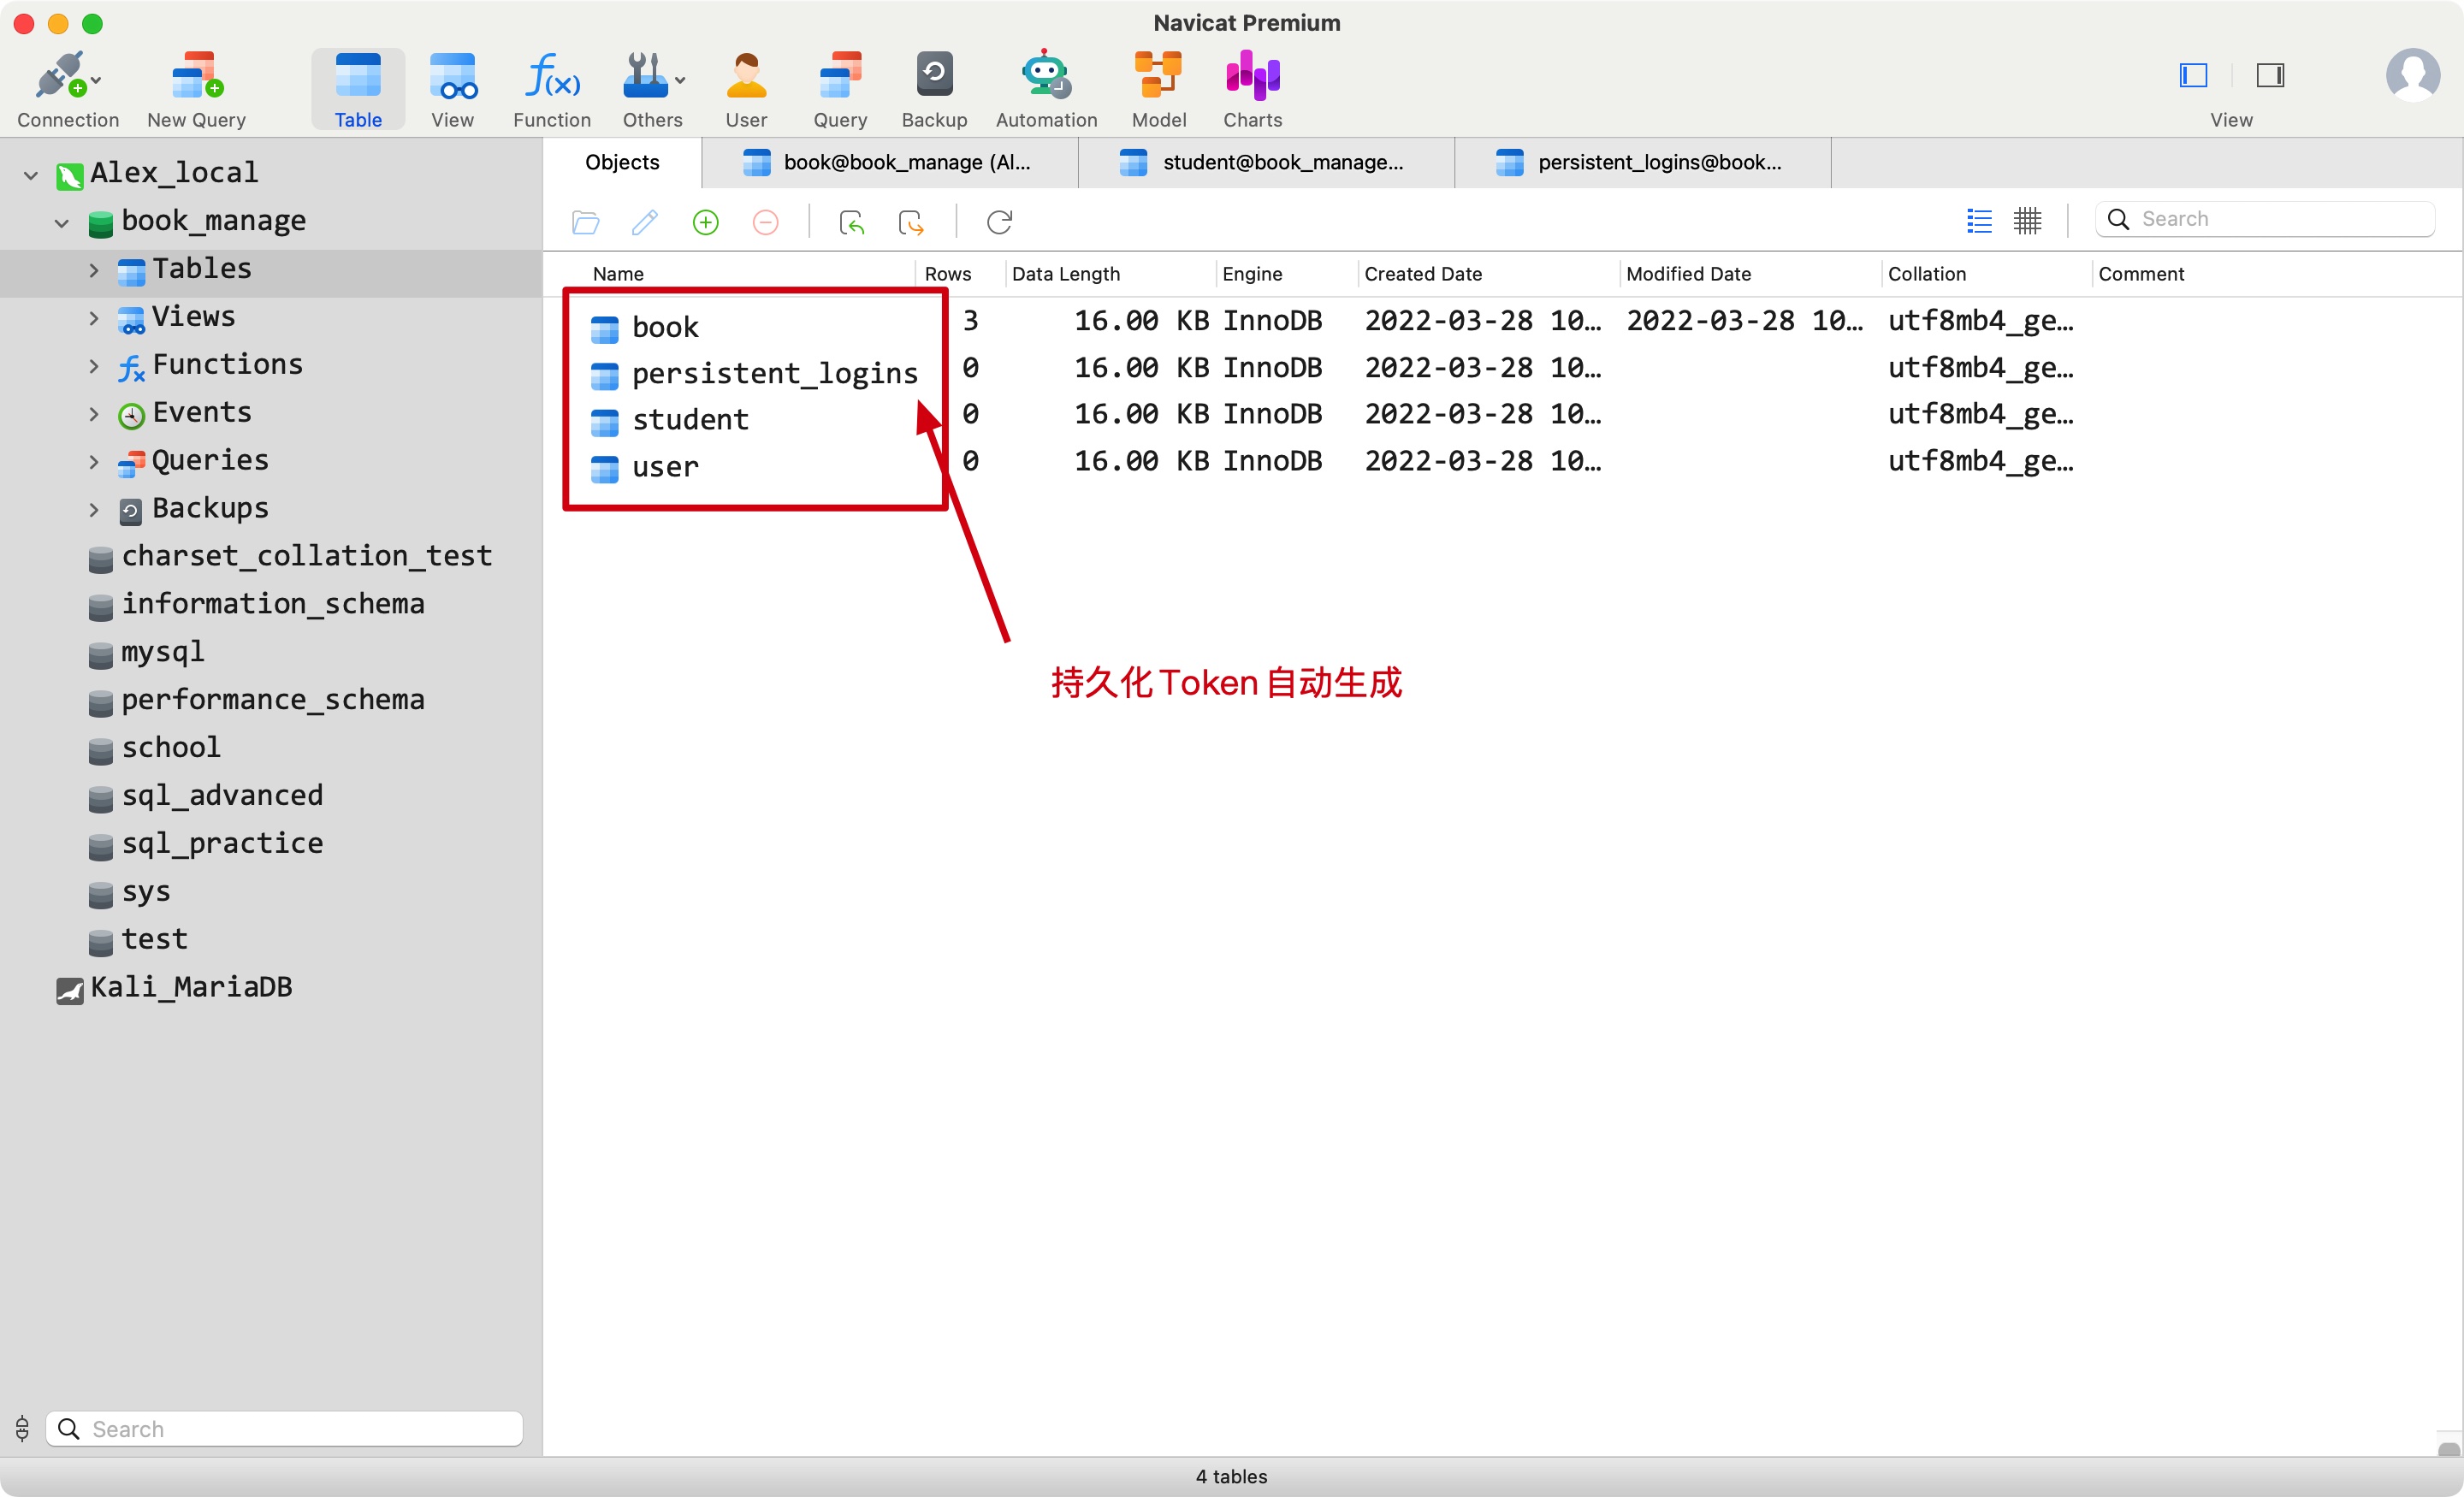 Navicat Premium
Connection New Query Table View Function Others User Query Backup Automation Model Charts View
Objects book@book_manage (Al... student@book_manage... persistent_logins@book...
Search
Name Rows Data Length Engine Created Date Modified Date Collation Comment
book 3 16.00 KB InnoDB 2022-03-28 10... 2022-03-28 10... utf8mb4_ge...
persistent_logins 0 16.00 KB InnoDB 2022-03-28 10... utf8mb4_ge...
student 0 16.00 KB InnoDB 2022-03-28 10... utf8mb4_ge...
user 0 16.00 KB InnoDB 2022-03-28 10... utf8mb4_ge...
持久化Token自动生成
Alex_local
book_manage
Tables
Views
Functions
Events
Queries
Backups
charset_collation_test
information_schema
mysql
performance_schema
school
sql_advanced
sql_practice
sys
test
Kali_MariaDB
Search
4 tables